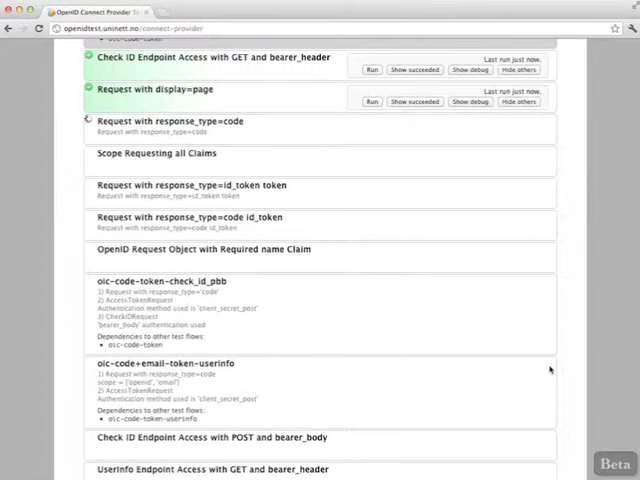 OpenID Connect Provider T
openidtest.uninett.no/connect-provider
oic-code-token
Check ID Endpoint Access with GET and bearer_header
Last run just now.
Run
Show succeeded
Show debug
Hide others
Request with display=page
Last run just now.
Run
Show succeeded
Show debug
Hide others
Request with response_type=code
Request with response_type=code
Scope Requesting all Claims
Request with response_type=id_token token
Request with response_type=id_token token
Request with response_type=code id_token
Request with response_type=code id_token
OpenID Request Object with Required name Claim
oic-code-token-check_id_pbb
1) Request with response_type='code'
2) AccessTokenRequest
Authentication method used is 'client_secret_post'
3) CheckIDRequest
'bearer_body' authentication used
Dependencies to other test flows:
• oic-code-token
oic-code+email-token-userinfo
1) Request with response_type=code
scope = ['openid', 'email']
2) AccessTokenRequest
Authentication method used is 'client_secret_post'
Dependencies to other test flows:
• oic-code-token-userinfo
Check ID Endpoint Access with POST and bearer_body
UserInfo Endpoint Access with GET and bearer_header
Beta